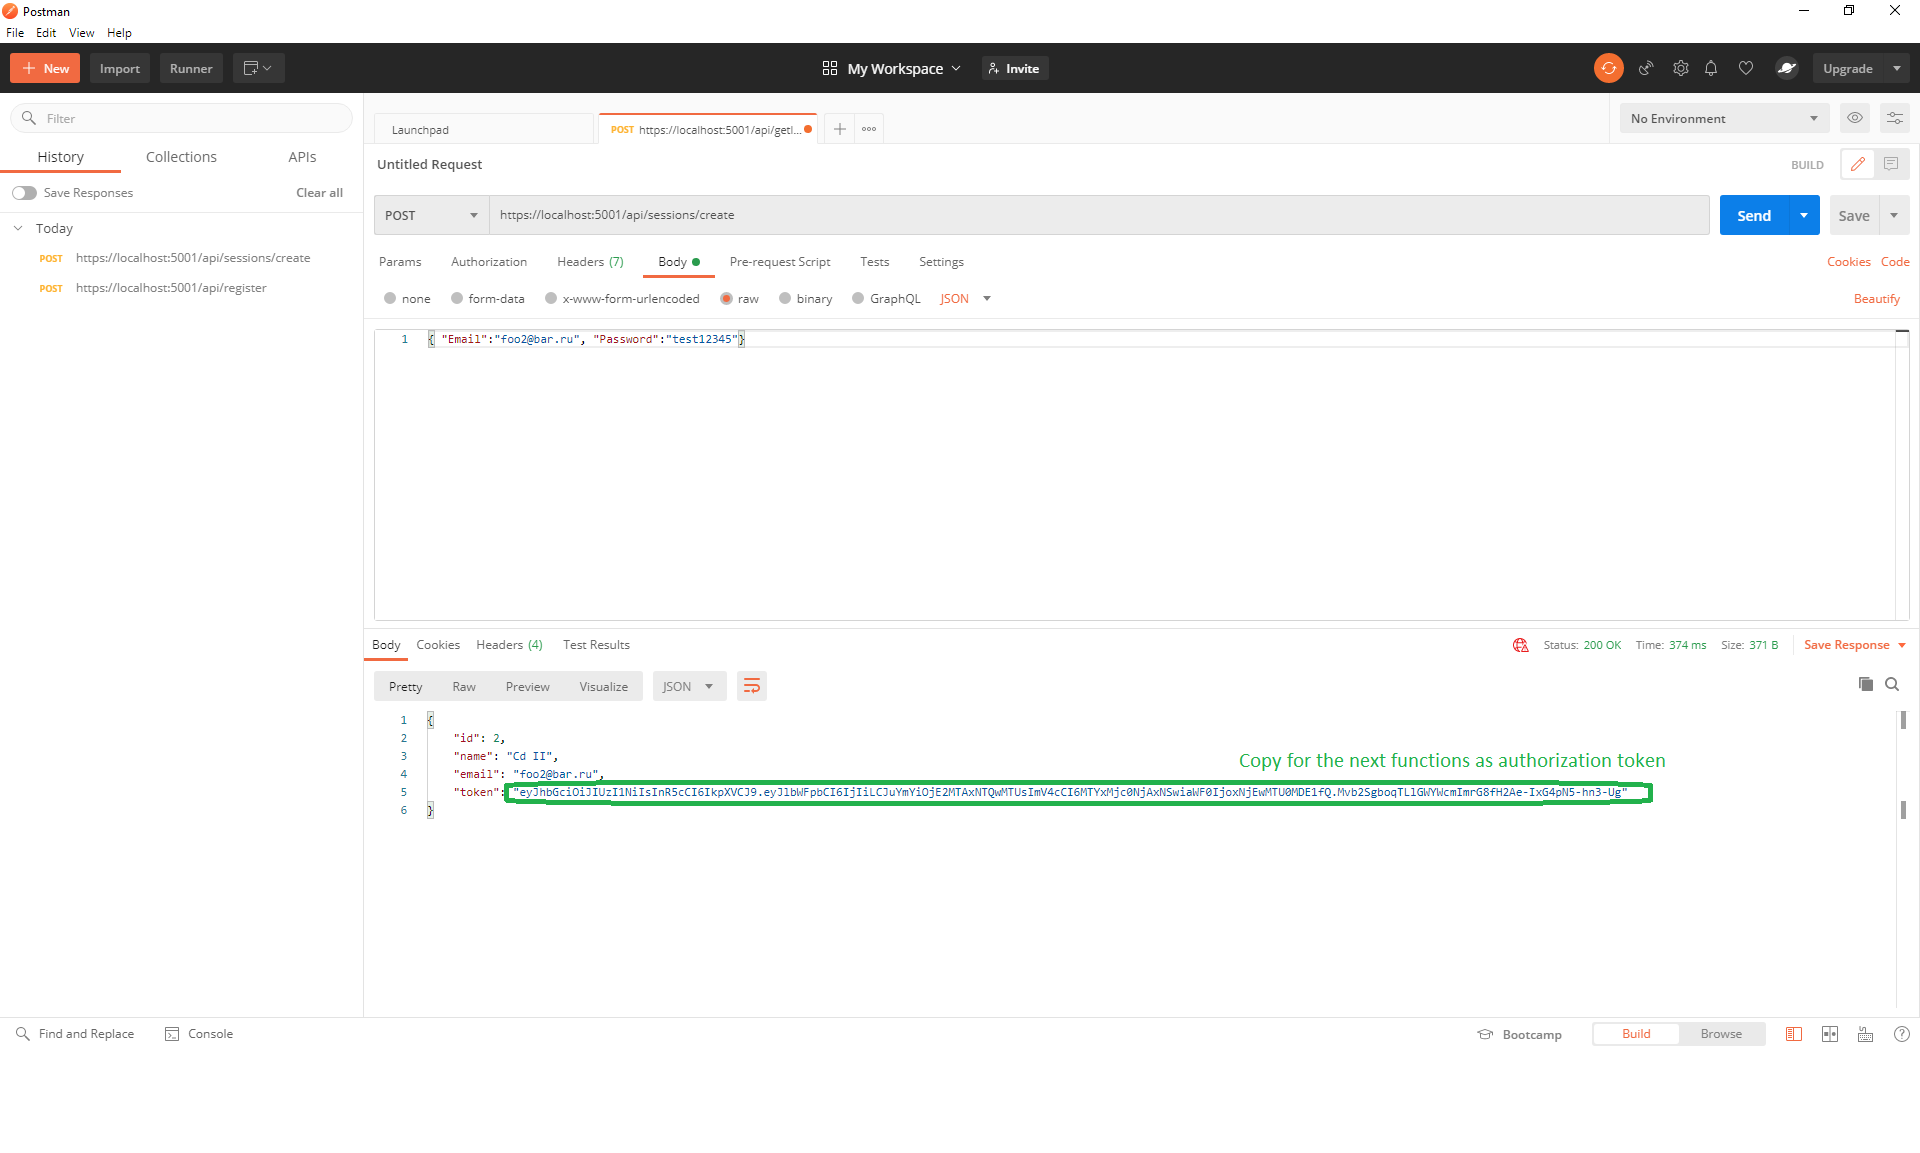 Postman
File Edit View Help
New Import Runner My Workspace Invite Upgrade
Filter
History Collections APIs
Save Responses Clear all
Today
POST https://localhost:5001/api/sessions/create
POST https://localhost:5001/api/register
Launchpad POST https://localhost:5001/api/getl...
No Environment
Untitled Request BUILD
POST https://localhost:5001/api/sessions/create Send Save
Params Authorization Headers (7) Body Pre-request Script Tests Settings Cookies Code
none form-data x-www-form-urlencoded raw binary GraphQL JSON Beautify
1 { "Email":"foo2@bar.ru", "Password":"test12345"}
Body Cookies Headers (4) Test Results Status: 200 OK Time: 374 ms Size: 371 B Save Response
Pretty Raw Preview Visualize JSON
1 {
2 "id": 2,
3 "name": "Cd II",
Copy for the next functions as authorization token
4 "email": "foo2@bar.ru",
5 "token": "eyJhbGciOiJIUzI1NiIsInR5cCI6IkpXVCJ9.eyJ1bWFpbCI6IjIiLCJuYmYiOjE2MTAxNTQwMTUsImV4cCI6MTYxMjc0NjAxNSwiaWF0IjoxNjEwMTU0MDE1fQ.Mvb2SgboqTL1GWYWcmImrG8fH2Ae-IxG4pN5-hn3-Ug"
6 }
Find and Replace Console Bootcamp Build Browse